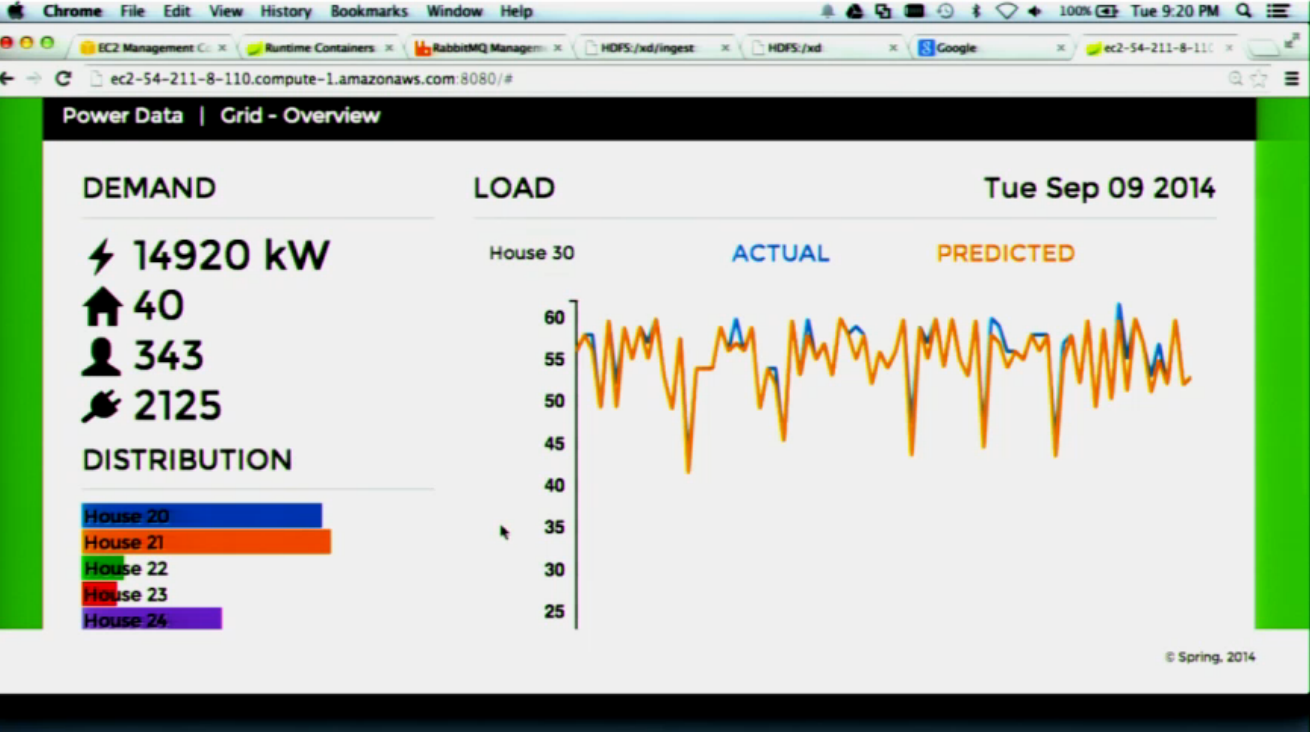 Chrome File Edit View History Bookmarks Window Help 100% Tue 9:20 PM
EC2 Management Runtime Containers RabbitMQ Managem HDFS:/xd/ingest HDFS:/xd Google ec2-54-211-8-110
ec2-54-211-8-110.compute-1.amazonaws.com:8080/#
Power Data | Grid - Overview
DEMAND
14920 kW
40
343
2125
DISTRIBUTION
House 20
House 21
House 22
House 23
House 24
LOAD
Tue Sep 09 2014
House 30 ACTUAL PREDICTED
60
55
50
45
40
35
30
25
© Spring, 2014